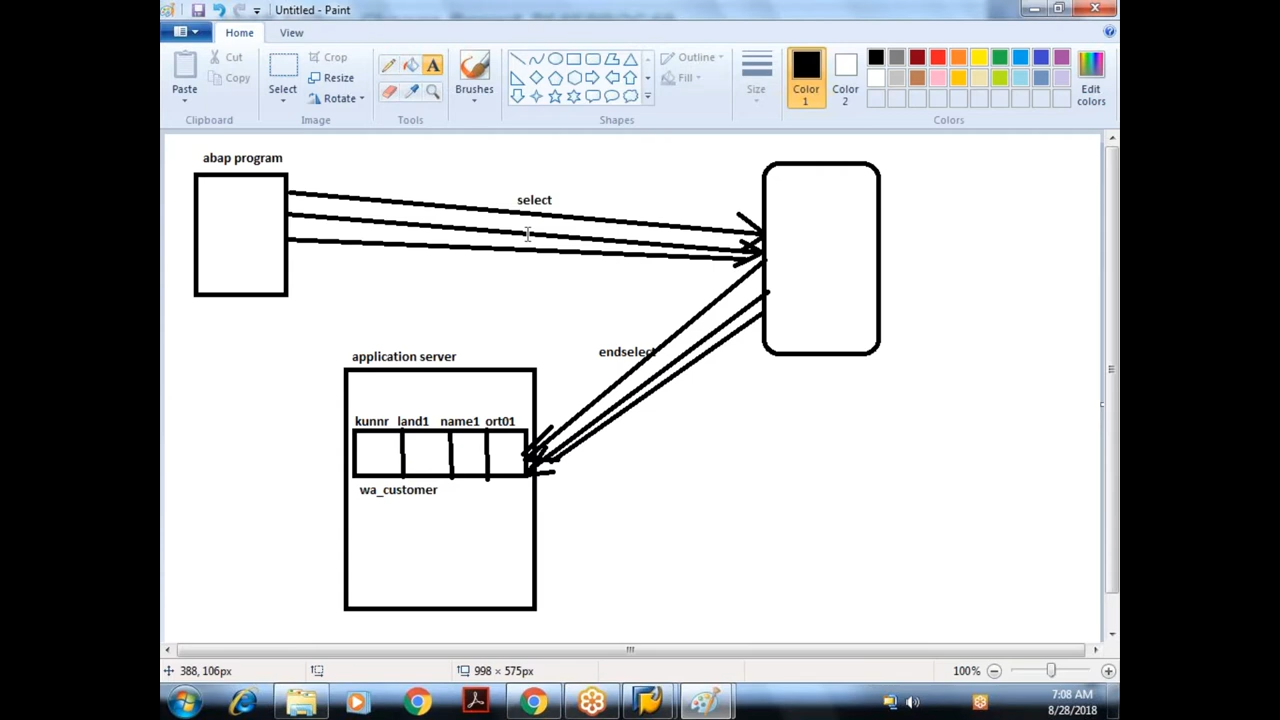 Untitled - Paint
Home
View
Paste
Cut
Copy
Clipboard
Select
Crop
Resize
Rotate
Image
Tools
Brushes
Shapes
Outline
Fill
Size
Color 1
Color 2
Edit colors
Colors
abap program
select
endselect
application server
kunnr land1 name1 ort01
wa_customer
388, 106px
998 × 575px
100%
7:08 AM
8/28/2018